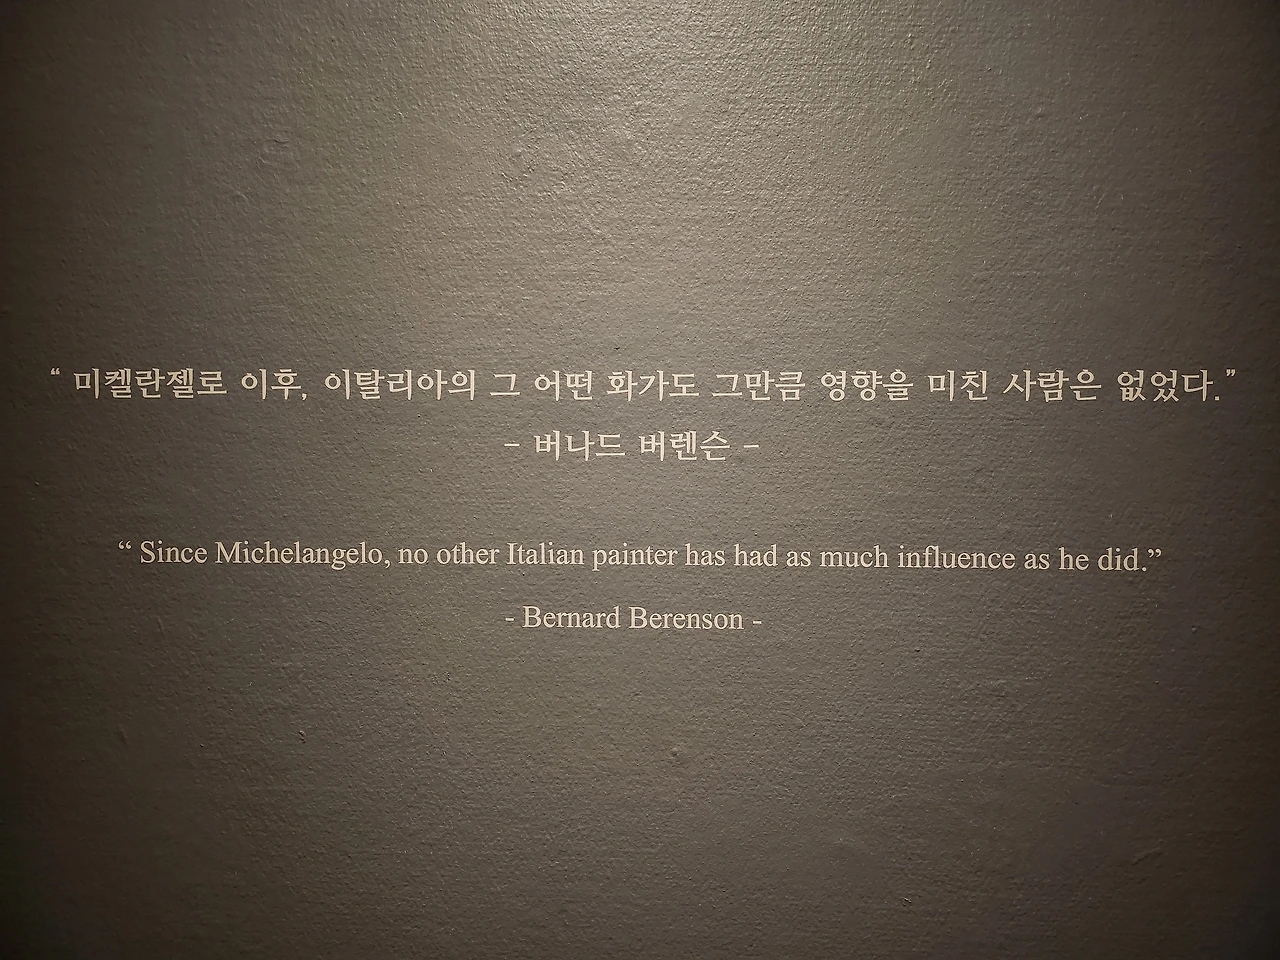 “ 미켈란젤로 이후, 이탈리아의 그 어떤 화가도 그만큼 영향을 미친 사람은 없었다.”
- 버나드 버렌슨 -
“ Since Michelangelo, no other Italian painter has had as much influence as he did.”
- Bernard Berenson -